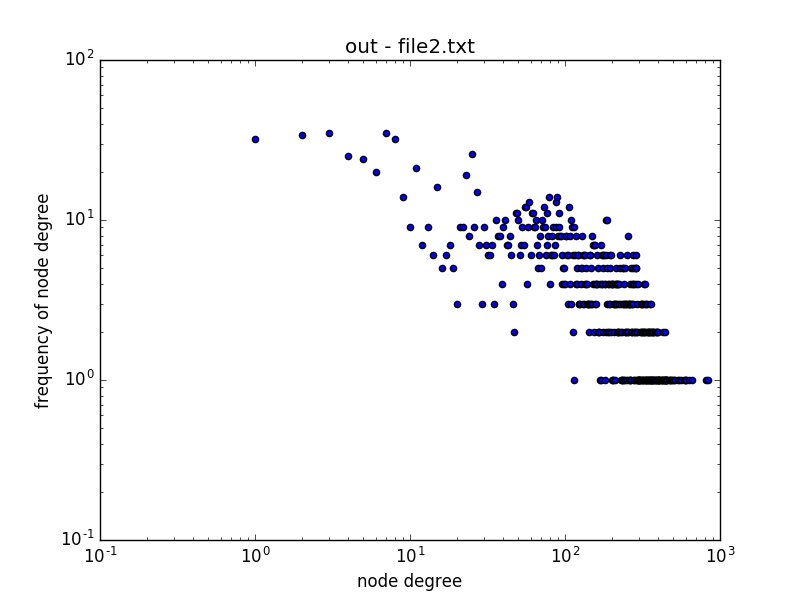 out - file2.txt
10^2
10^1
10^0
10^-1
frequency of node degree
10^-1 10^0 10^1 10^2 10^3
node degree